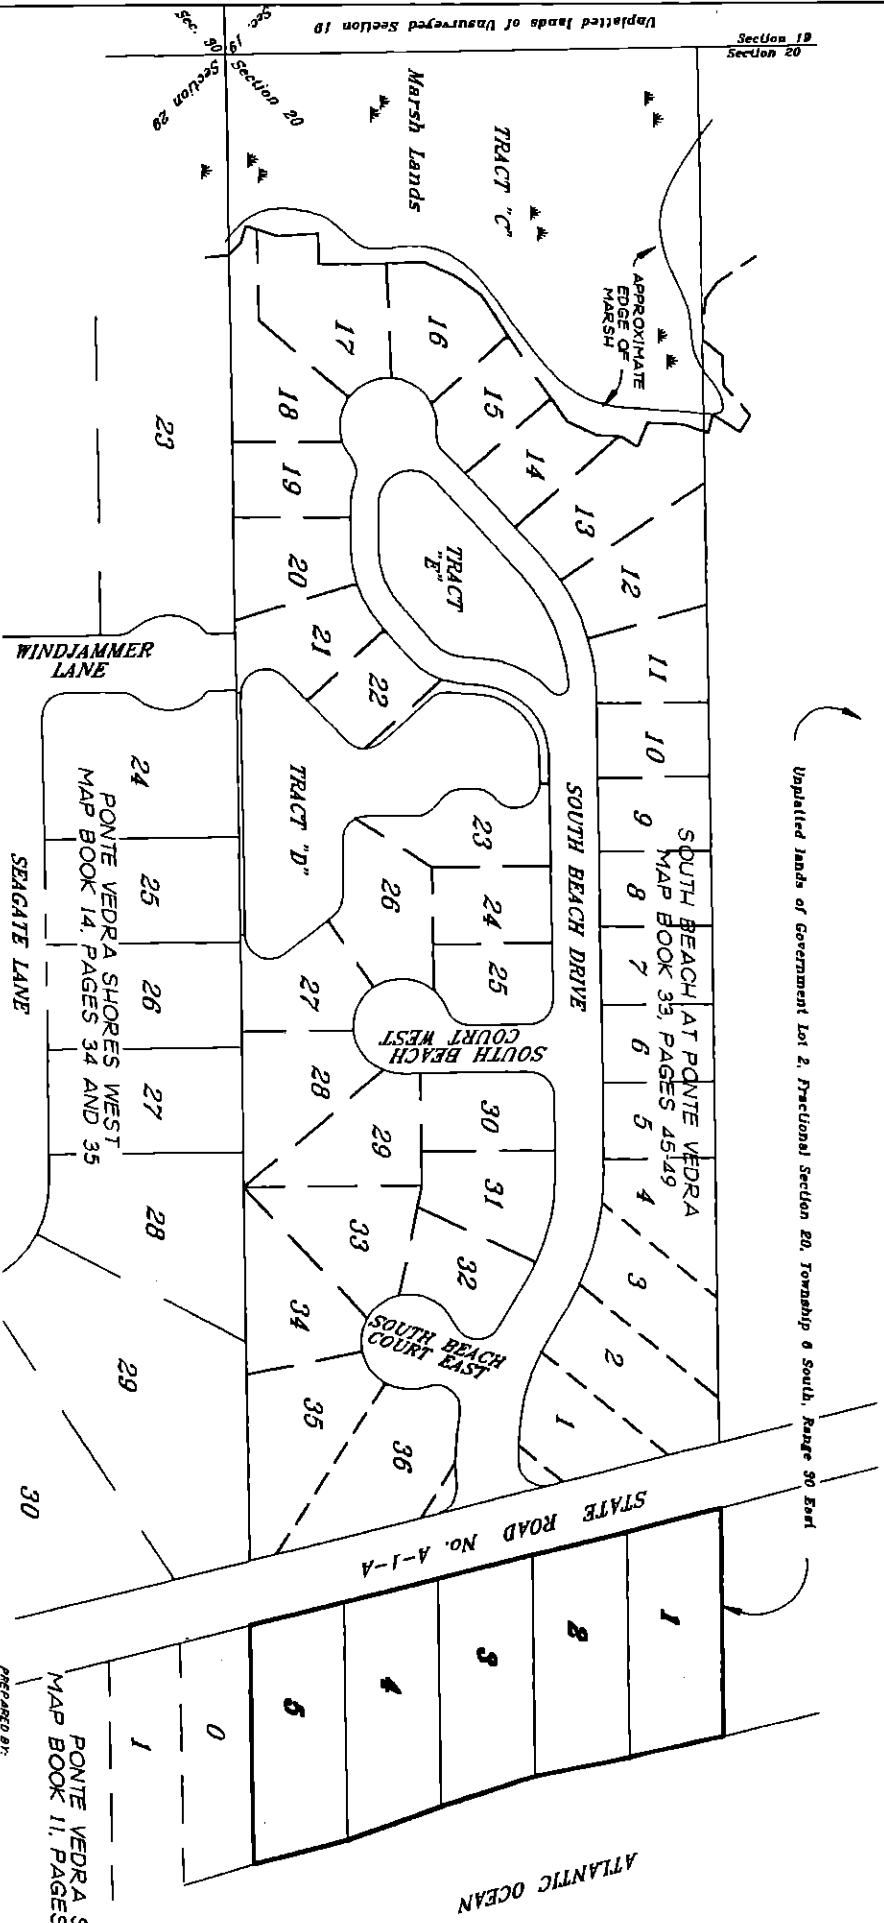 Unplatted lands of Unsurveyed Section 19
Section 19
Section 20
Sec. 19
Sec. 30
Section 20
Section 29
Marsh Lands
TRACT "C"
APPROXIMATE
EDGE OF
MARSH
17
16
15
14
13
12
11
10
9
8
7
6
5
4
3
2
1
18
19
20
21
22
TRACT
"E"
TRACT "D"
SOUTH BEACH DRIVE
SOUTH BEACH AT PONTE VEDRA
MAP BOOK 33, PAGES 45-49
Unplatted lands of Government Lot 2, Fractional Section 20, Township 6 South, Range 30 East
23
24
25
26
27
28
29
30
31
32
33
34
35
36
SOUTH BEACH
COURT WEST
SOUTH BEACH
COURT EAST
23
WINDJAMMER
LANE
24
25
26
27
28
29
30
PONTE VEDRA SHORES WEST
MAP BOOK 14, PAGES 34 AND 35
SEAGATE LANE
STATE ROAD No. A-1-A
1
2
3
4
5
0
1
PONTE VEDRA S
MAP BOOK 11, PAGES
ATLANTIC OCEAN
PREPARED BY: